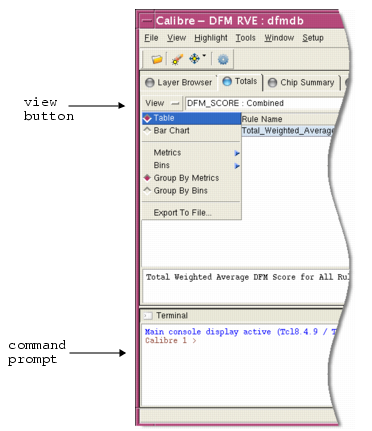 Calibre – DFM RVE : dfmdb
File View Highlight Tools Window Setup
Layer Browser Totals Chip Summary
view
button
View DFM_SCORE : Combined
Table
Rule Name
Bar Chart
Total_Weighted_Average
Metrics
Bins
Group By Metrics
Group By Bins
Export To File...
Total Weighted Average DFM Score for All Rul
Terminal
Main console display active (Tcl8.4.9 / T
Calibre 1 >
command
prompt